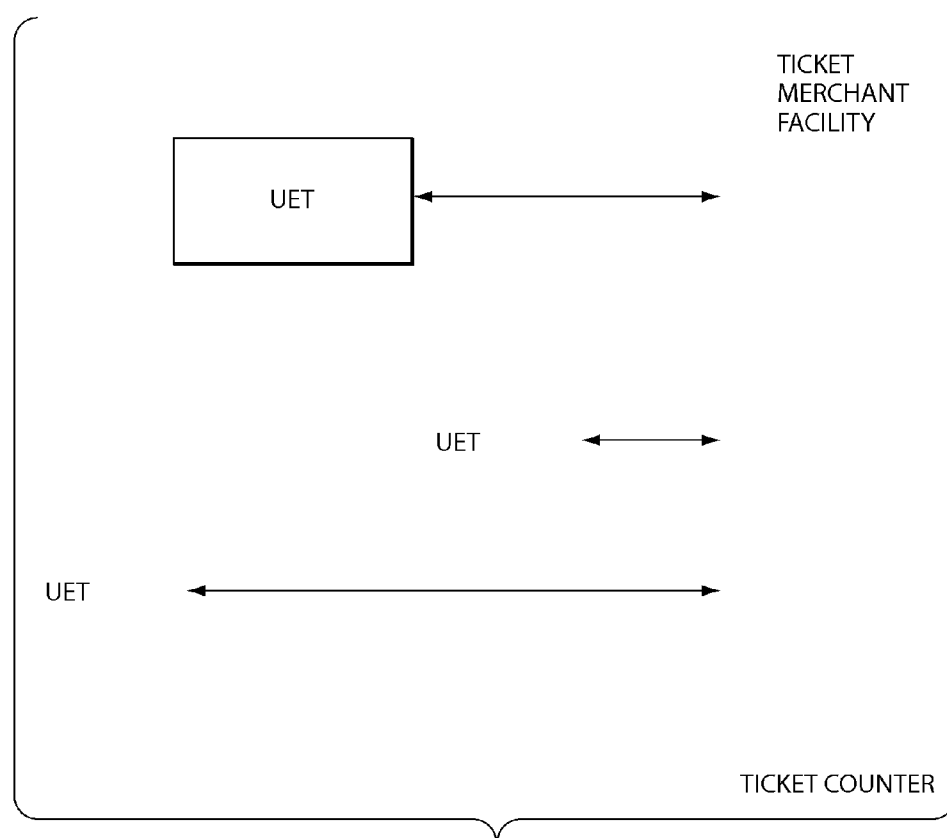 TICKET
MERCHANT
FACILITY
UET
UET
UET
TICKET COUNTER